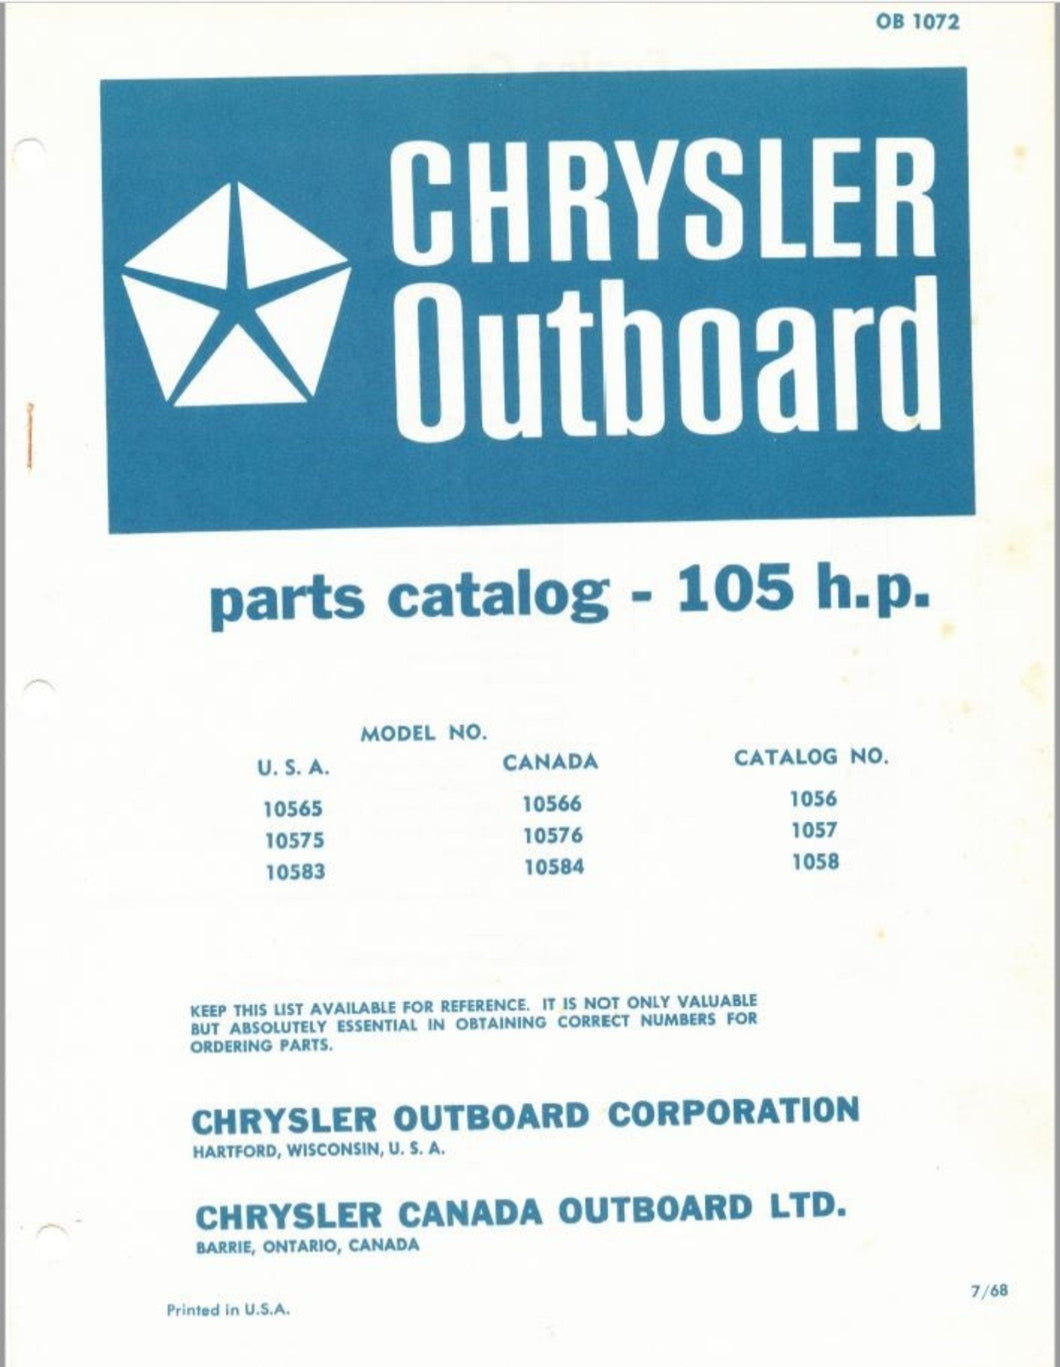 OB 1072
CHRYSLER
Outboard
parts catalog - 105 h.p.
MODEL NO.
U. S. A. CANADA CATALOG NO.
10565 10566 1056
10575 10576 1057
10583 10584 1058
KEEP THIS LIST AVAILABLE FOR REFERENCE. IT IS NOT ONLY VALUABLE
BUT ABSOLUTELY ESSENTIAL IN OBTAINING CORRECT NUMBERS FOR
ORDERING PARTS.
CHRYSLER OUTBOARD CORPORATION
HARTFORD, WISCONSIN, U. S. A.
CHRYSLER CANADA OUTBOARD LTD.
BARRIE, ONTARIO, CANADA
7/68
Printed in U.S.A.